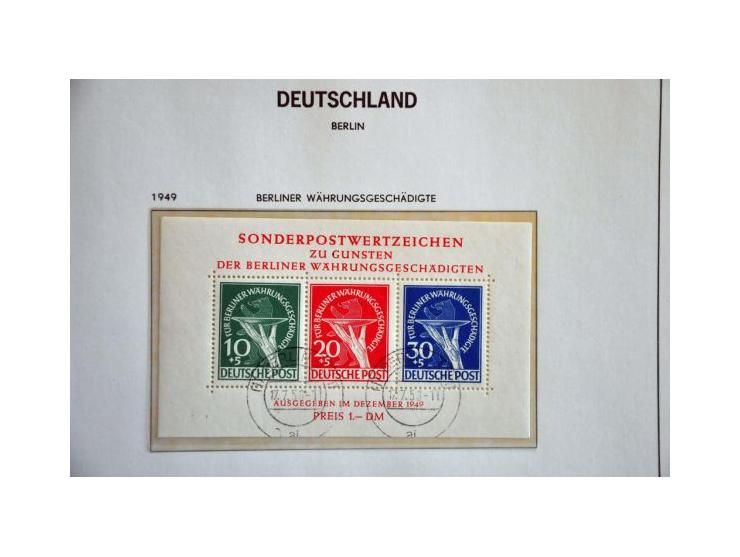 DEUTSCHLAND
BERLIN
1949 BERLINER WÄHRUNGSGESCHÄDIGTE
SONDERPOSTWERTZEICHEN
ZU GUNSTEN
DER BERLINER WÄHRUNGSGESCHÄDIGTEN
FÜR BERLINER WÄHRUNGSGESCHÄDIGTE
10
+5
DEUTSCHE POST
FÜR BERLINER WÄHRUNGSGESCHÄDIGTE
20
+5
DEUTSCHE POST
FÜR BERLINER WÄHRUNGSGESCHÄDIGTE
30
+5
DEUTSCHE POST
AUSGEGEBEN IM DEZEMBER 1949
PREIS 1.— DM